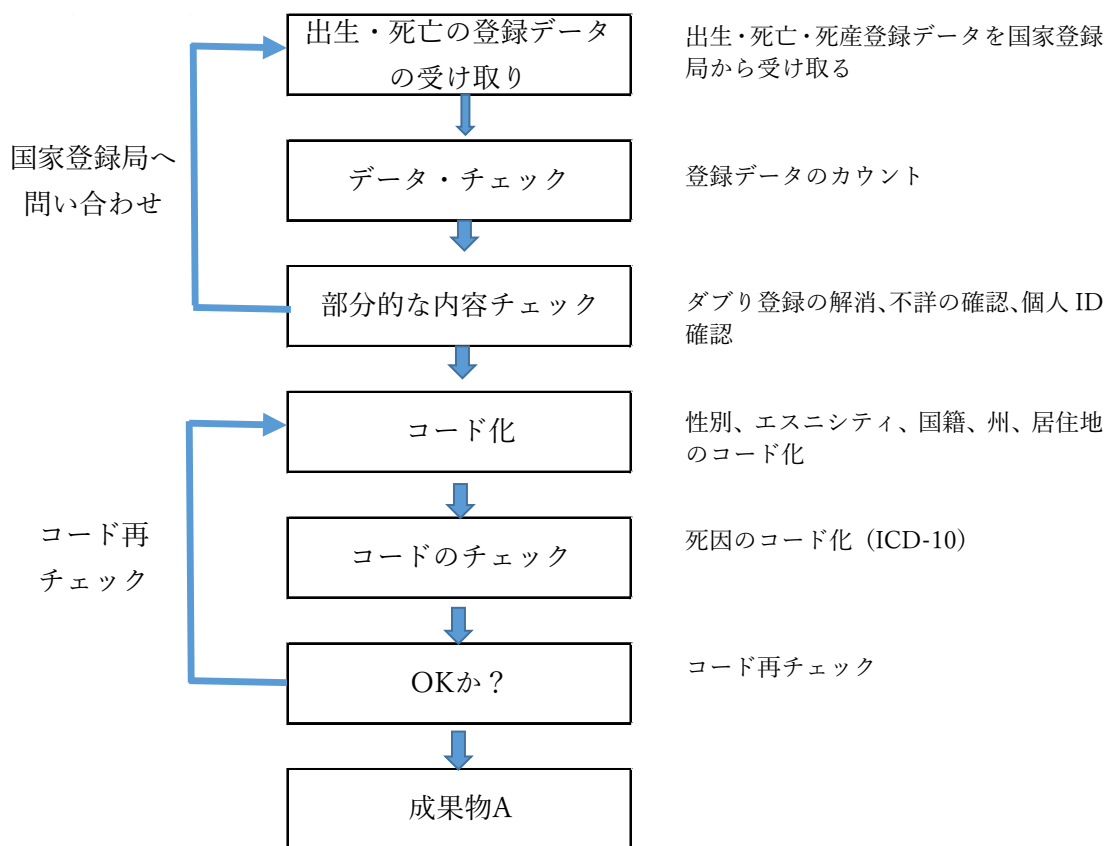 出生・死亡の登録データ
の受け取り
出生・死亡・死産登録データを国家登録
局から受け取る
国家登録局へ
問い合わせ
データ・チェック
登録データのカウント
部分的な内容チェック
ダブり登録の解消、不詳の確認、個人 ID
確認
コード化
性別、エスニシティ、国籍、州、居住地
のコード化
コード再
チェック
コードのチェック
死因のコード化（ICD-10）
OKか？
コード再チェック
成果物A